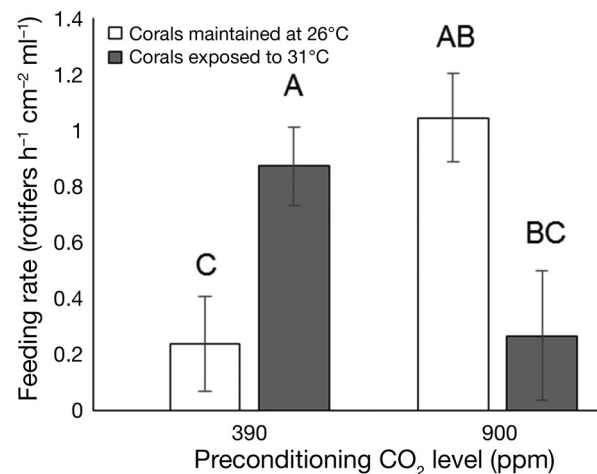 Feeding rate (rotifers h⁻¹ cm⁻² ml⁻¹)
1.4
1.2
1
0.8
0.6
0.4
0.2
0
Corals maintained at 26°C
Corals exposed to 31°C
C
A
AB
BC
390
900
Preconditioning CO₂ level (ppm)